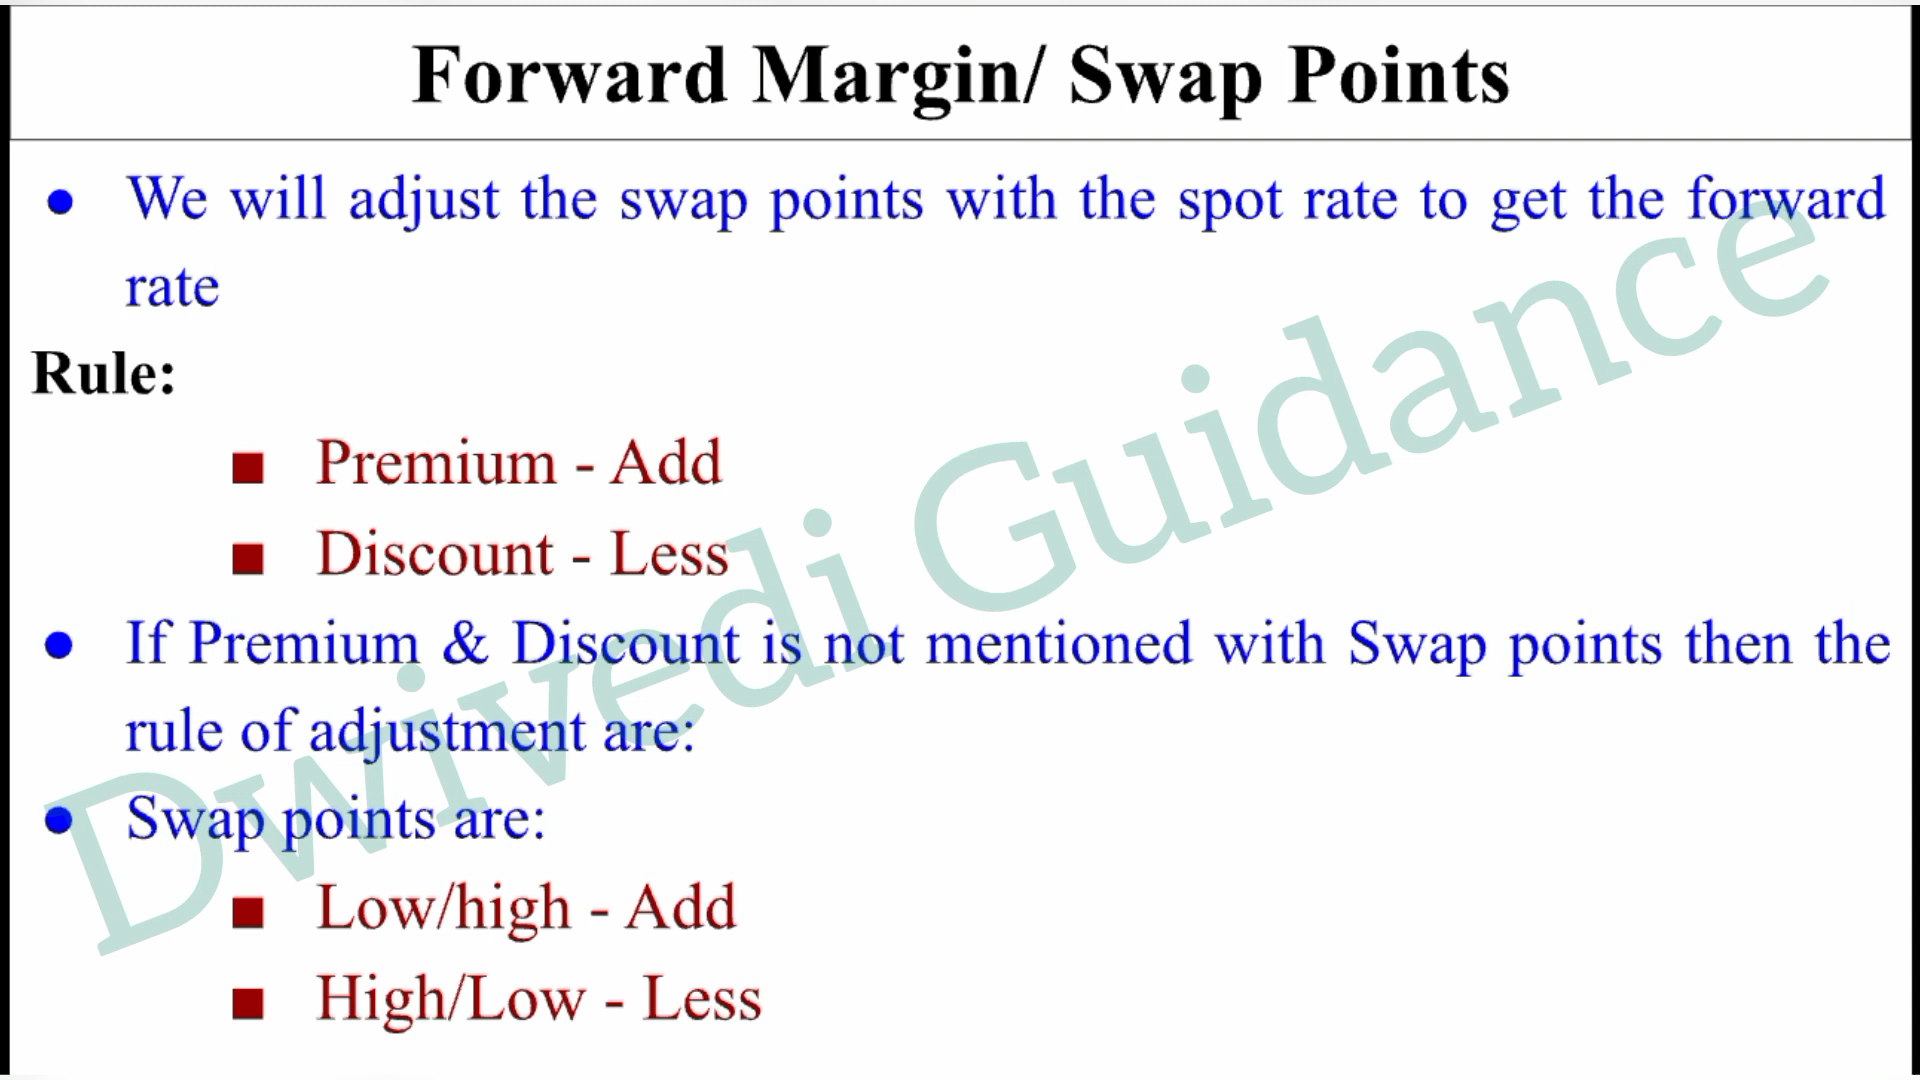 Forward Margin/ Swap Points
● We will adjust the swap points with the spot rate to get the forward
rate
Rule:
■ Premium - Add
■ Discount - Less
● If Premium & Discount is not mentioned with Swap points then the
rule of adjustment are:
● Swap points are:
■ Low/high - Add
■ High/Low - Less
Dwivedi Guidance